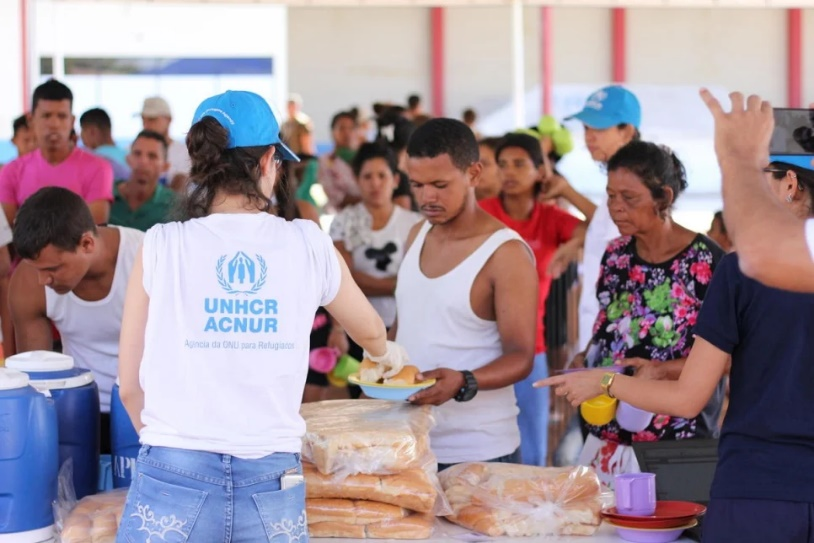 UNHCR
ACNUR
Agência da ONU para Refugiados